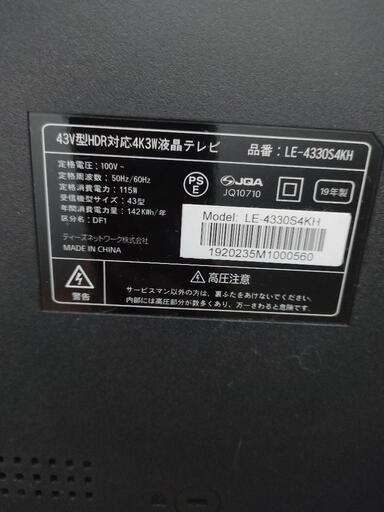 43V型HDR対応4K3W液晶テレビ 品番：LE-4330S4KH
定格電圧：100V~
定格周波数：50Hz/60Hz
定格消費電力：115W
受信機型サイズ：43型
年間消費電力量：142KWh/年
区分名：DF1
PS
E
JQA
JQ10710
19年製
ティーズネットワーク株式会社
MADE IN CHINA
Model: LE-4330S4KH
1920235M1000560
警告
高圧注意
サービスマン以外の方は、裏ぶたをあけないでください。
内部には高圧部分が数多くあり、万一さわると危険です。